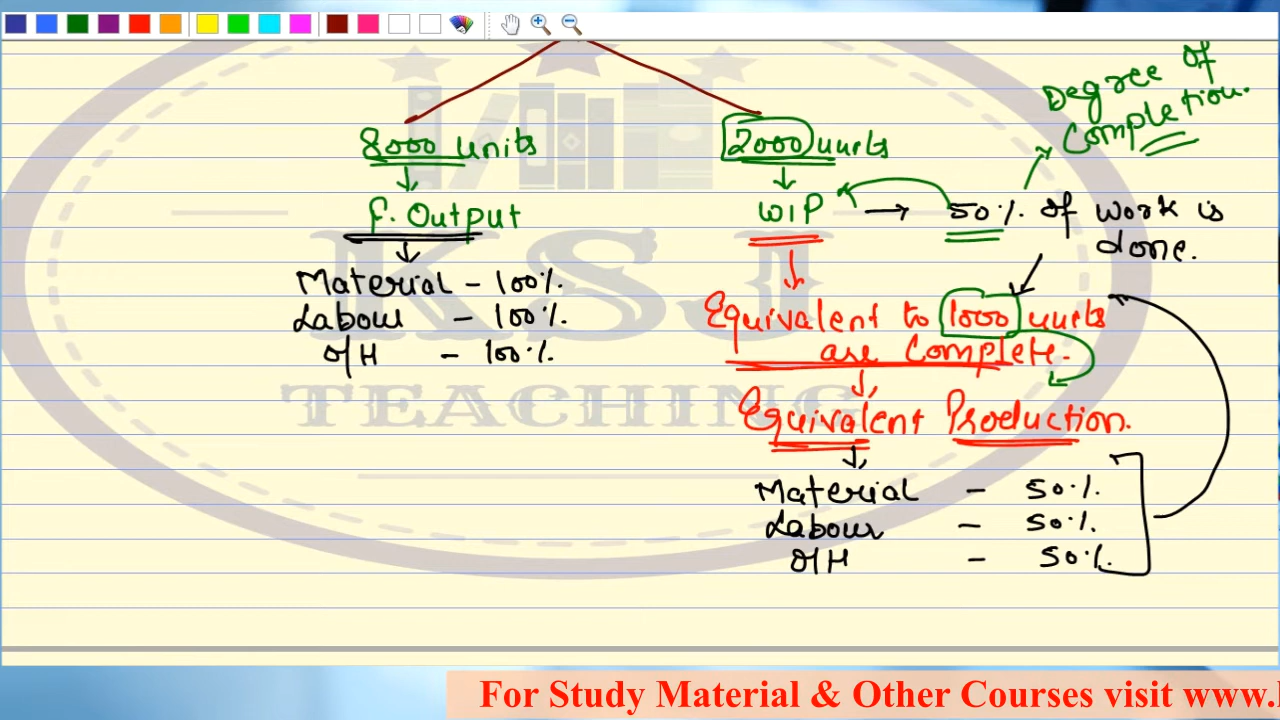 Degree of
Completion.
8000 units
2000 units
F. Output
WIP → 50% of work is
done.
Material - 100%
Labour - 100%
O/H - 100%
Equivalent to 1000 units
are Complete.
Equivalent Production.
Material - 50%
Labour - 50%
O/H - 50%
KSJ
TEACHING
For Study Material & Other Courses visit www.